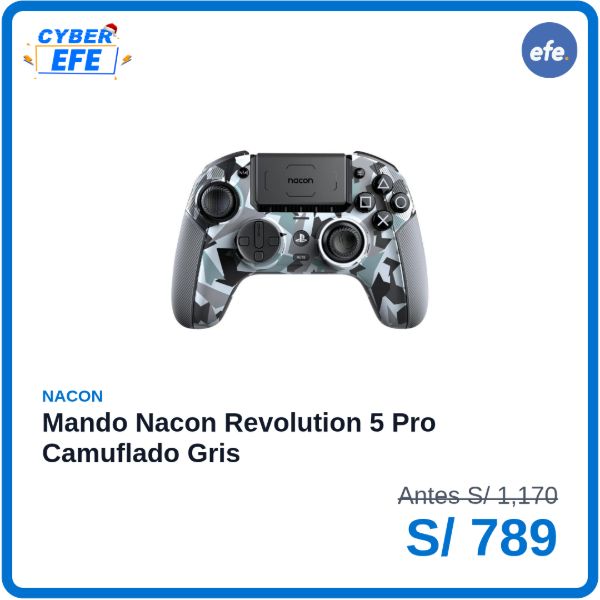 CYBER
EFE
efe.
nacon
NACON
Mando Nacon Revolution 5 Pro
Camuflado Gris
Antes S/ 1,170
S/ 789